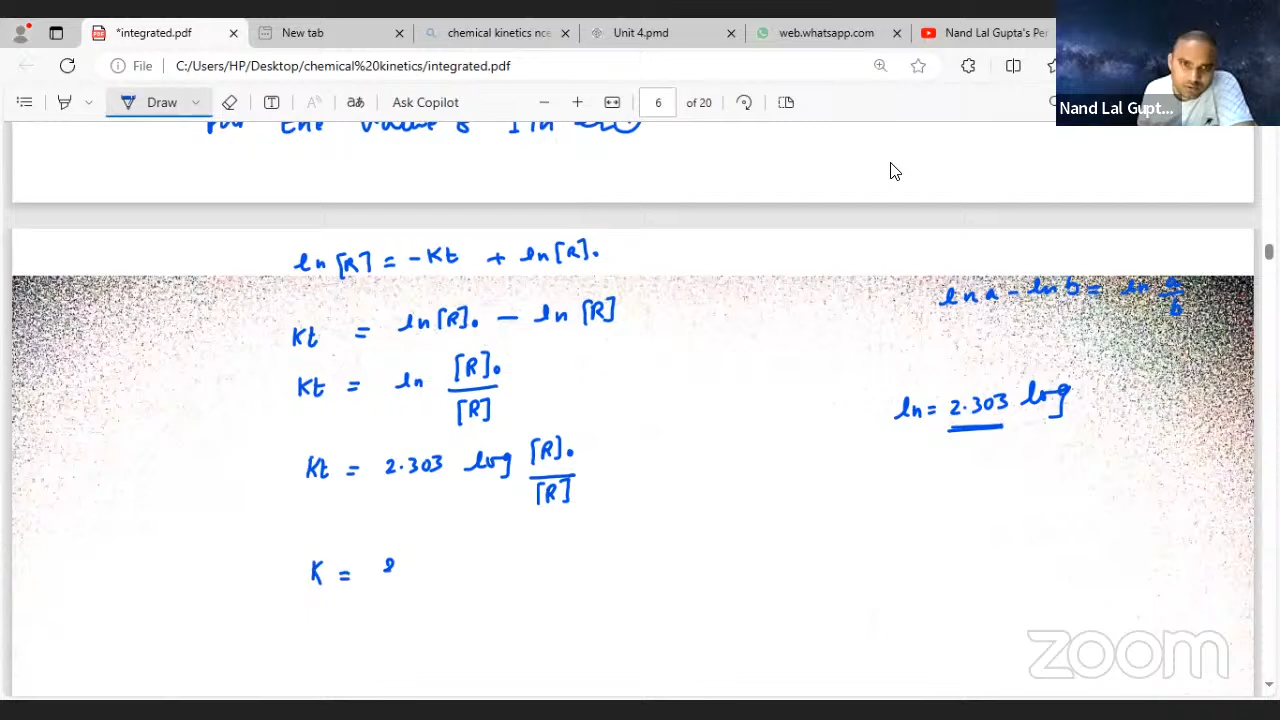 *integrated.pdf
New tab
chemical kinetics nce
Unit 4.pmd
web.whatsapp.com
Nand Lal Gupta's Pe
File
C:/Users/HP/Desktop/chemical%20kinetics/integrated.pdf
Draw
Ask Copilot
6 of 20
Nand Lal Gupt...
ln [R] = -Kt + ln[R]₀
ln a - ln b = ln a/b
Kt = ln[R]₀ - ln [R]
Kt = ln [R]₀/[R]
ln = 2.303 log
Kt = 2.303 log [R]₀/[R]
K =
zoom